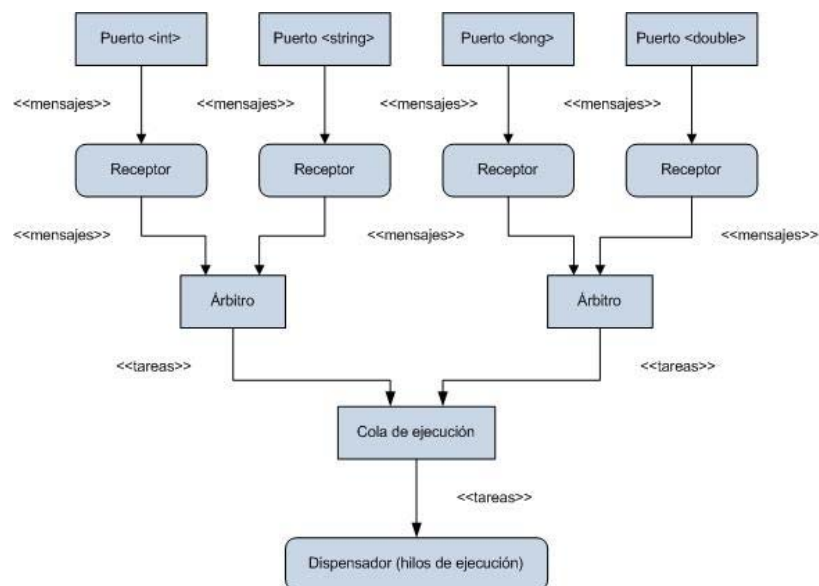 Puerto <int>
Puerto <string>
Puerto <long>
Puerto <double>
<<mensajes>>
<<mensajes>>
<<mensajes>>
<<mensajes>>
Receptor
Receptor
Receptor
Receptor
<<mensajes>>
<<mensajes>>
<<mensajes>>
Árbitro
Árbitro
<<tareas>>
<<tareas>>
Cola de ejecución
<<tareas>>
Dispensador (hilos de ejecución)